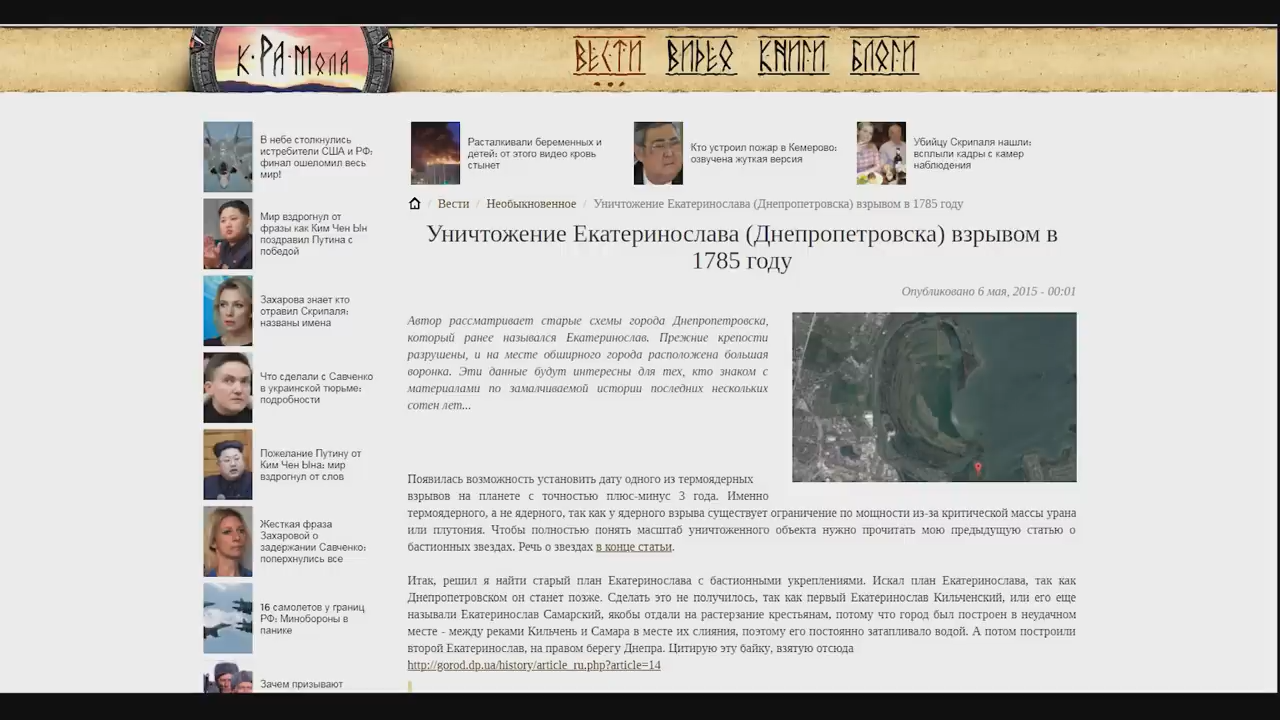 К·РА·Мола
ВЕСТИ ВИДЕО КНИГИ БЛОГИ
В небе столкнулись
истребители США и РФ:
финал ошеломил весь
мир!
Мир вздрогнул от
фразы как Ким Чен Ын
поздравил Путина с
победой
Захарова знает кто
отравил Скрипаля:
названы имена
Что сделали с Савченко
в украинской тюрьме:
подробности
Пожелание Путину от
Ким Чен Ына: мир
вздрогнул от слов
Жесткая фраза
Захаровой о
задержании Савченко:
поперхнулись все
16 самолетов у границ
РФ: Минобороны в
панике
Зачем призывают
Расталкивали беременных и
детей: от этого видео кровь
стынет
Кто устроил пожар в Кемерово:
озвучена жуткая версия
Убийцу Скрипаля нашли:
всплыли кадры с камер
наблюдения
/ Вести / Необыкновенное / Уничтожение Екатеринослава (Днепропетровска) взрывом в 1785 году
Уничтожение Екатеринослава (Днепропетровска) взрывом в
1785 году
Опубликовано 6 мая, 2015 - 00:01
Автор рассматривает старые схемы города Днепропетровска,
который ранее назывался Екатеринослав. Прежние крепости
разрушены, и на месте обширного города расположена большая
воронка. Эти данные будут интересны для тех, кто знаком с
материалами по замалчиваемой истории последних нескольких
сотен лет...
Появилась возможность установить дату одного из термоядерных
взрывов на планете с точностью плюс-минус 3 года. Именно
термоядерного, а не ядерного, так как у ядерного взрыва существует ограничение по мощности из-за критической массы урана
или плутония. Чтобы полностью понять масштаб уничтоженного объекта нужно прочитать мою предыдущую статью о
бастионных звездах. Речь о звездах в конце статьи.
Итак, решил я найти старый план Екатеринослава с бастионными укреплениями. Искал план Екатеринослава, так как
Днепропетровском он станет позже. Сделать это не получилось, так как первый Екатеринослав Кильченский, или его еще
называли Екатеринослав Самарский, якобы отдали на растерзание крестьянам, потому что город был построен в неудачном
месте - между реками Кильчень и Самара в месте их слияния, поэтому его постоянно затапливало водой. А потом построили
второй Екатеринослав, на правом берегу Днепра. Цитирую эту байку, взятую отсюда
http://gorod.dp.ua/history/article_ru.php?article=14